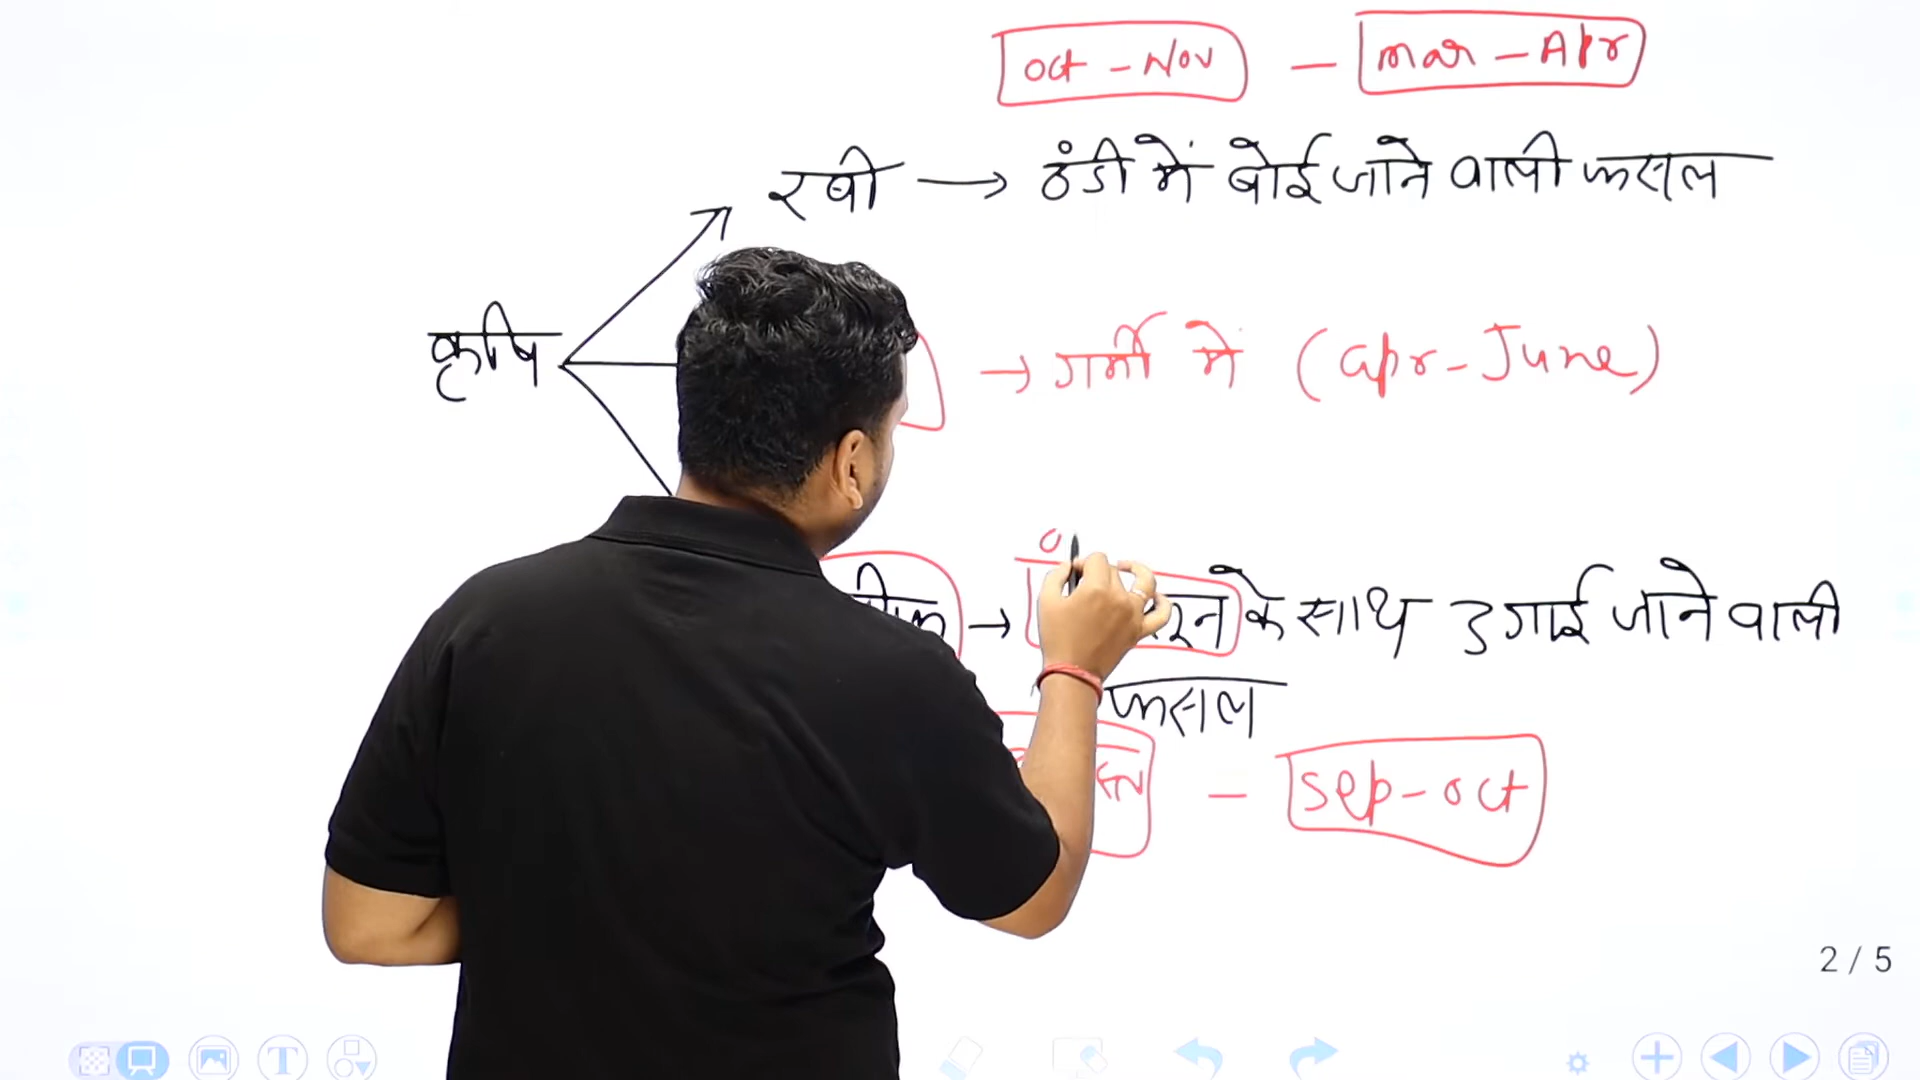 Oct - Nov - mar - Apr
रबी → ठंडी में बोई जाने वाली फसल
कृषि
→ गर्मी मे (apr - June)
→ के साथ उगाई जाने वाली
फसल
- Sep - oct
2 / 5